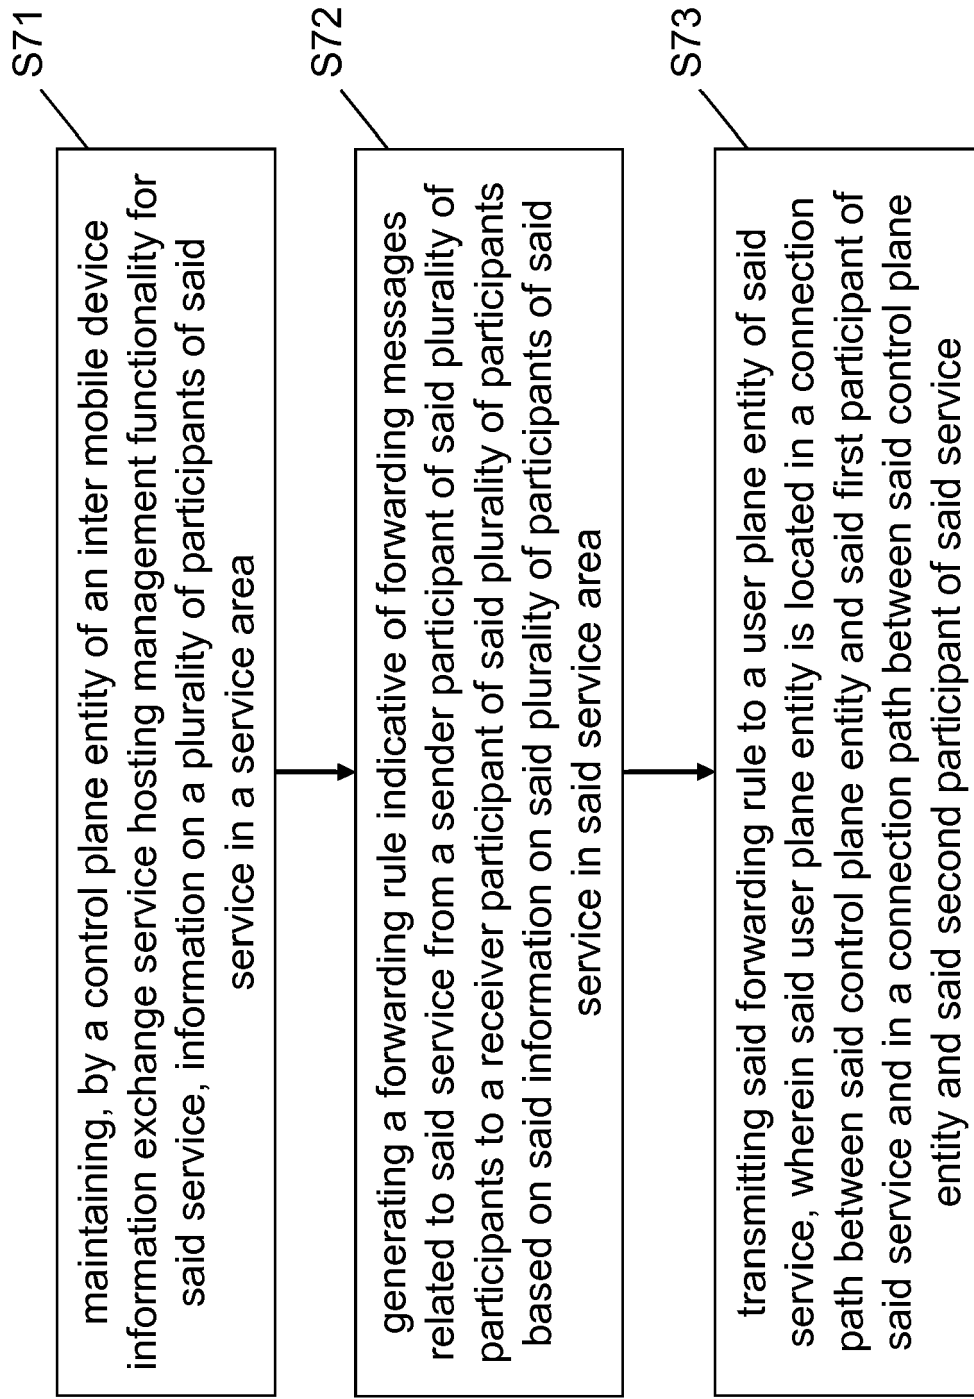 S71
maintaining, by a control plane entity of an inter mobile device
information exchange service hosting management functionality for
said service, information on a plurality of participants of said
service in a service area
S72
generating a forwarding rule indicative of forwarding messages
related to said service from a sender participant of said plurality of
participants to a receiver participant of said plurality of participants
based on said information on said plurality of participants of said
service in said service area
S73
transmitting said forwarding rule to a user plane entity of said
service, wherein said user plane entity is located in a connection
path between said control plane entity and said first participant of
said service and in a connection path between said control plane
entity and said second participant of said service